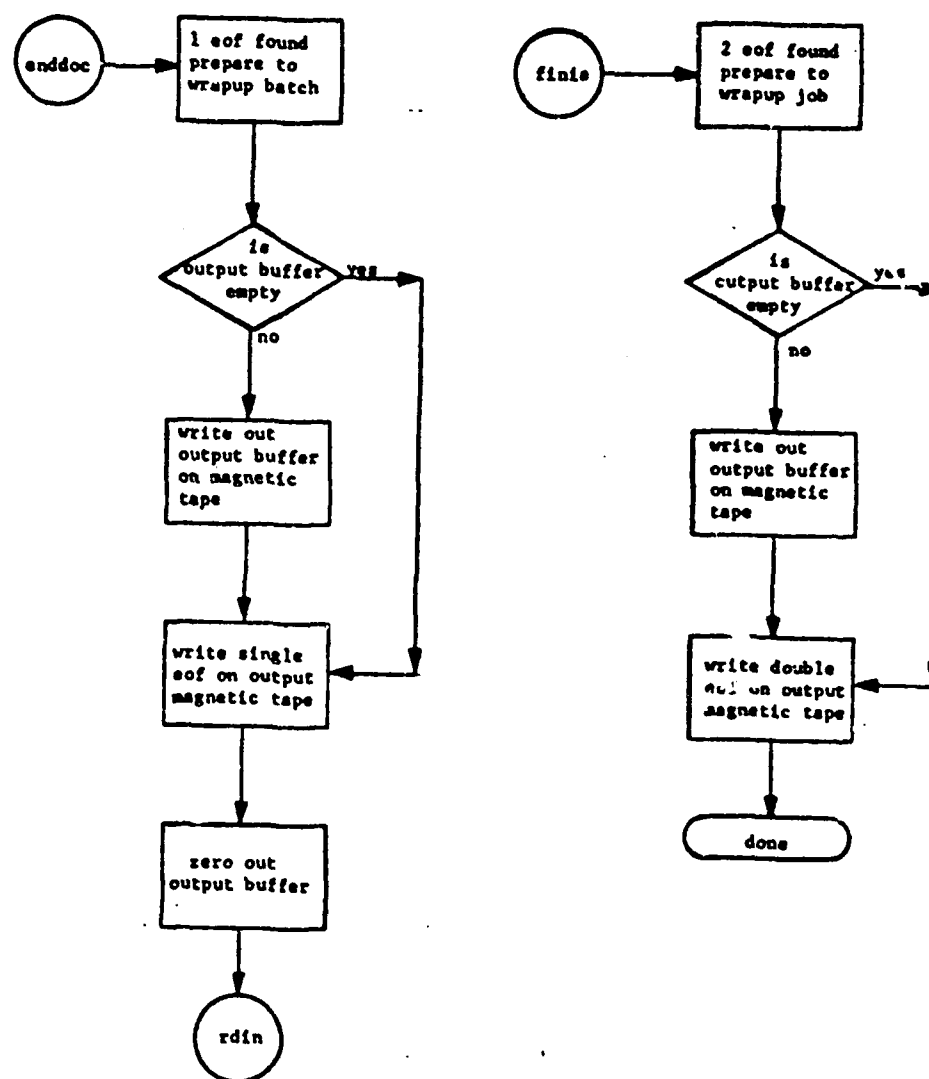 enddoc
1 eof found
prepare to
wrapup batch
is
output buffer
empty
yes
no
write out
output buffer
on magnetic
tape
write single
eof on output
magnetic tape
zero out
output buffer
rdin
finis
2 eof found
prepare to
wrapup job
is
output buffer
empty
yes
no
write out
output buffer
on magnetic
tape
write double
on output
magnetic tape
done